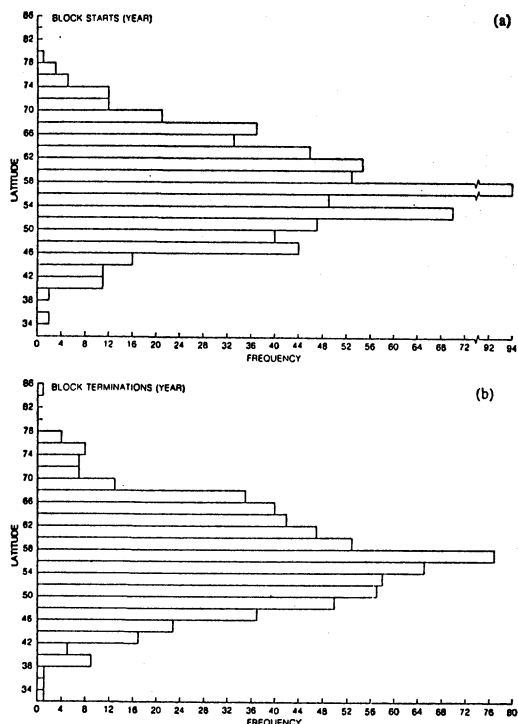 BLOCK STARTS (YEAR)
(a)
86
82
78
74
70
66
62
58
54
50
46
42
38
34
LATITUDE
0 4 8 12 16 20 24 28 32 36 40 44 48 52 56 60 64 68 72 94
FREQUENCY
BLOCK TERMINATIONS (YEAR)
(b)
86
82
78
74
70
66
62
58
54
50
46
42
38
34
LATITUDE
0 4 8 12 16 20 24 28 32 36 40 44 48 52 56 60 64 68 72 76 80
FREQUENCY